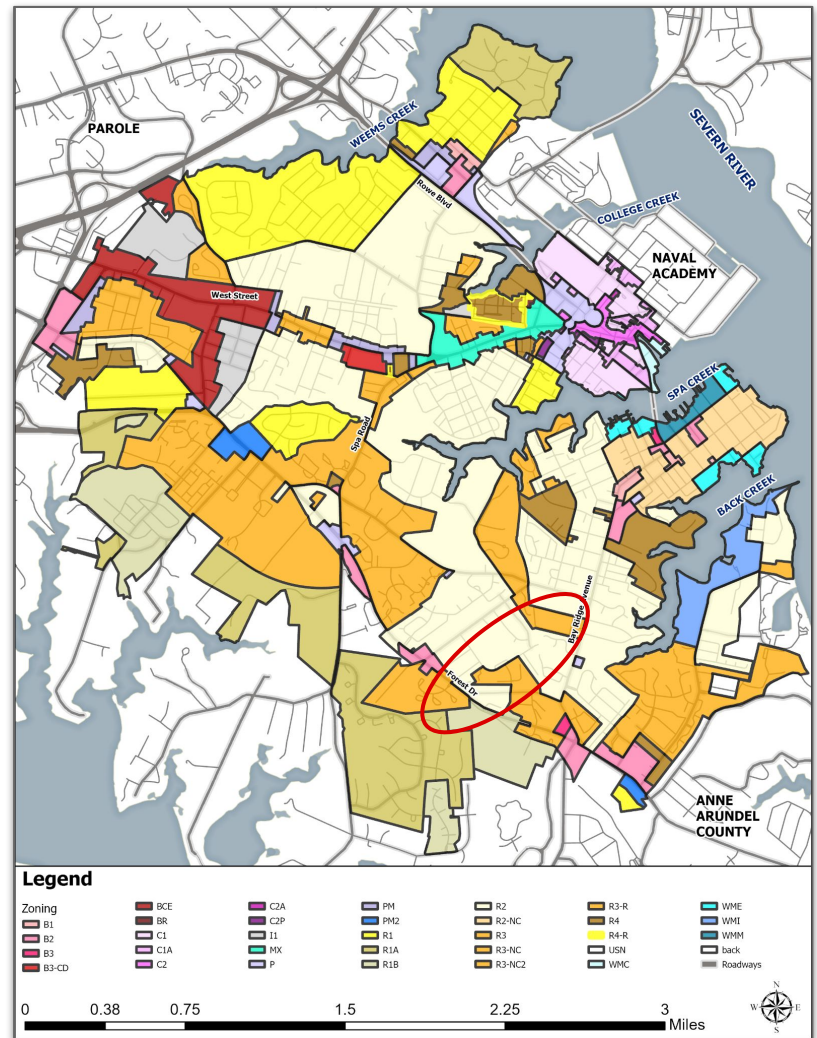 PAROLE
WEEMS CREEK
SEVERN RIVER
Rowe Blvd
COLLEGE CREEK
NAVAL
ACADEMY
West Street
SPA CREEK
Spa Road
BACK CREEK
Bay Ridge Avenue
Forest Dr
ANNE
ARUNDEL
COUNTY
Legend
Zoning
B1
B2
B3
B3-CD
BCE
BR
C1
C1A
C2
C2A
C2P
I1
MX
P
PM
PM2
R1
R1A
R1B
R2
R2-NC
R3
R3-NC
R3-NC2
R3-R
R4
R4-R
USN
WMC
WME
WMI
WMM
back
Roadways
N
W E
S
0 0.38 0.75 1.5 2.25 3
Miles